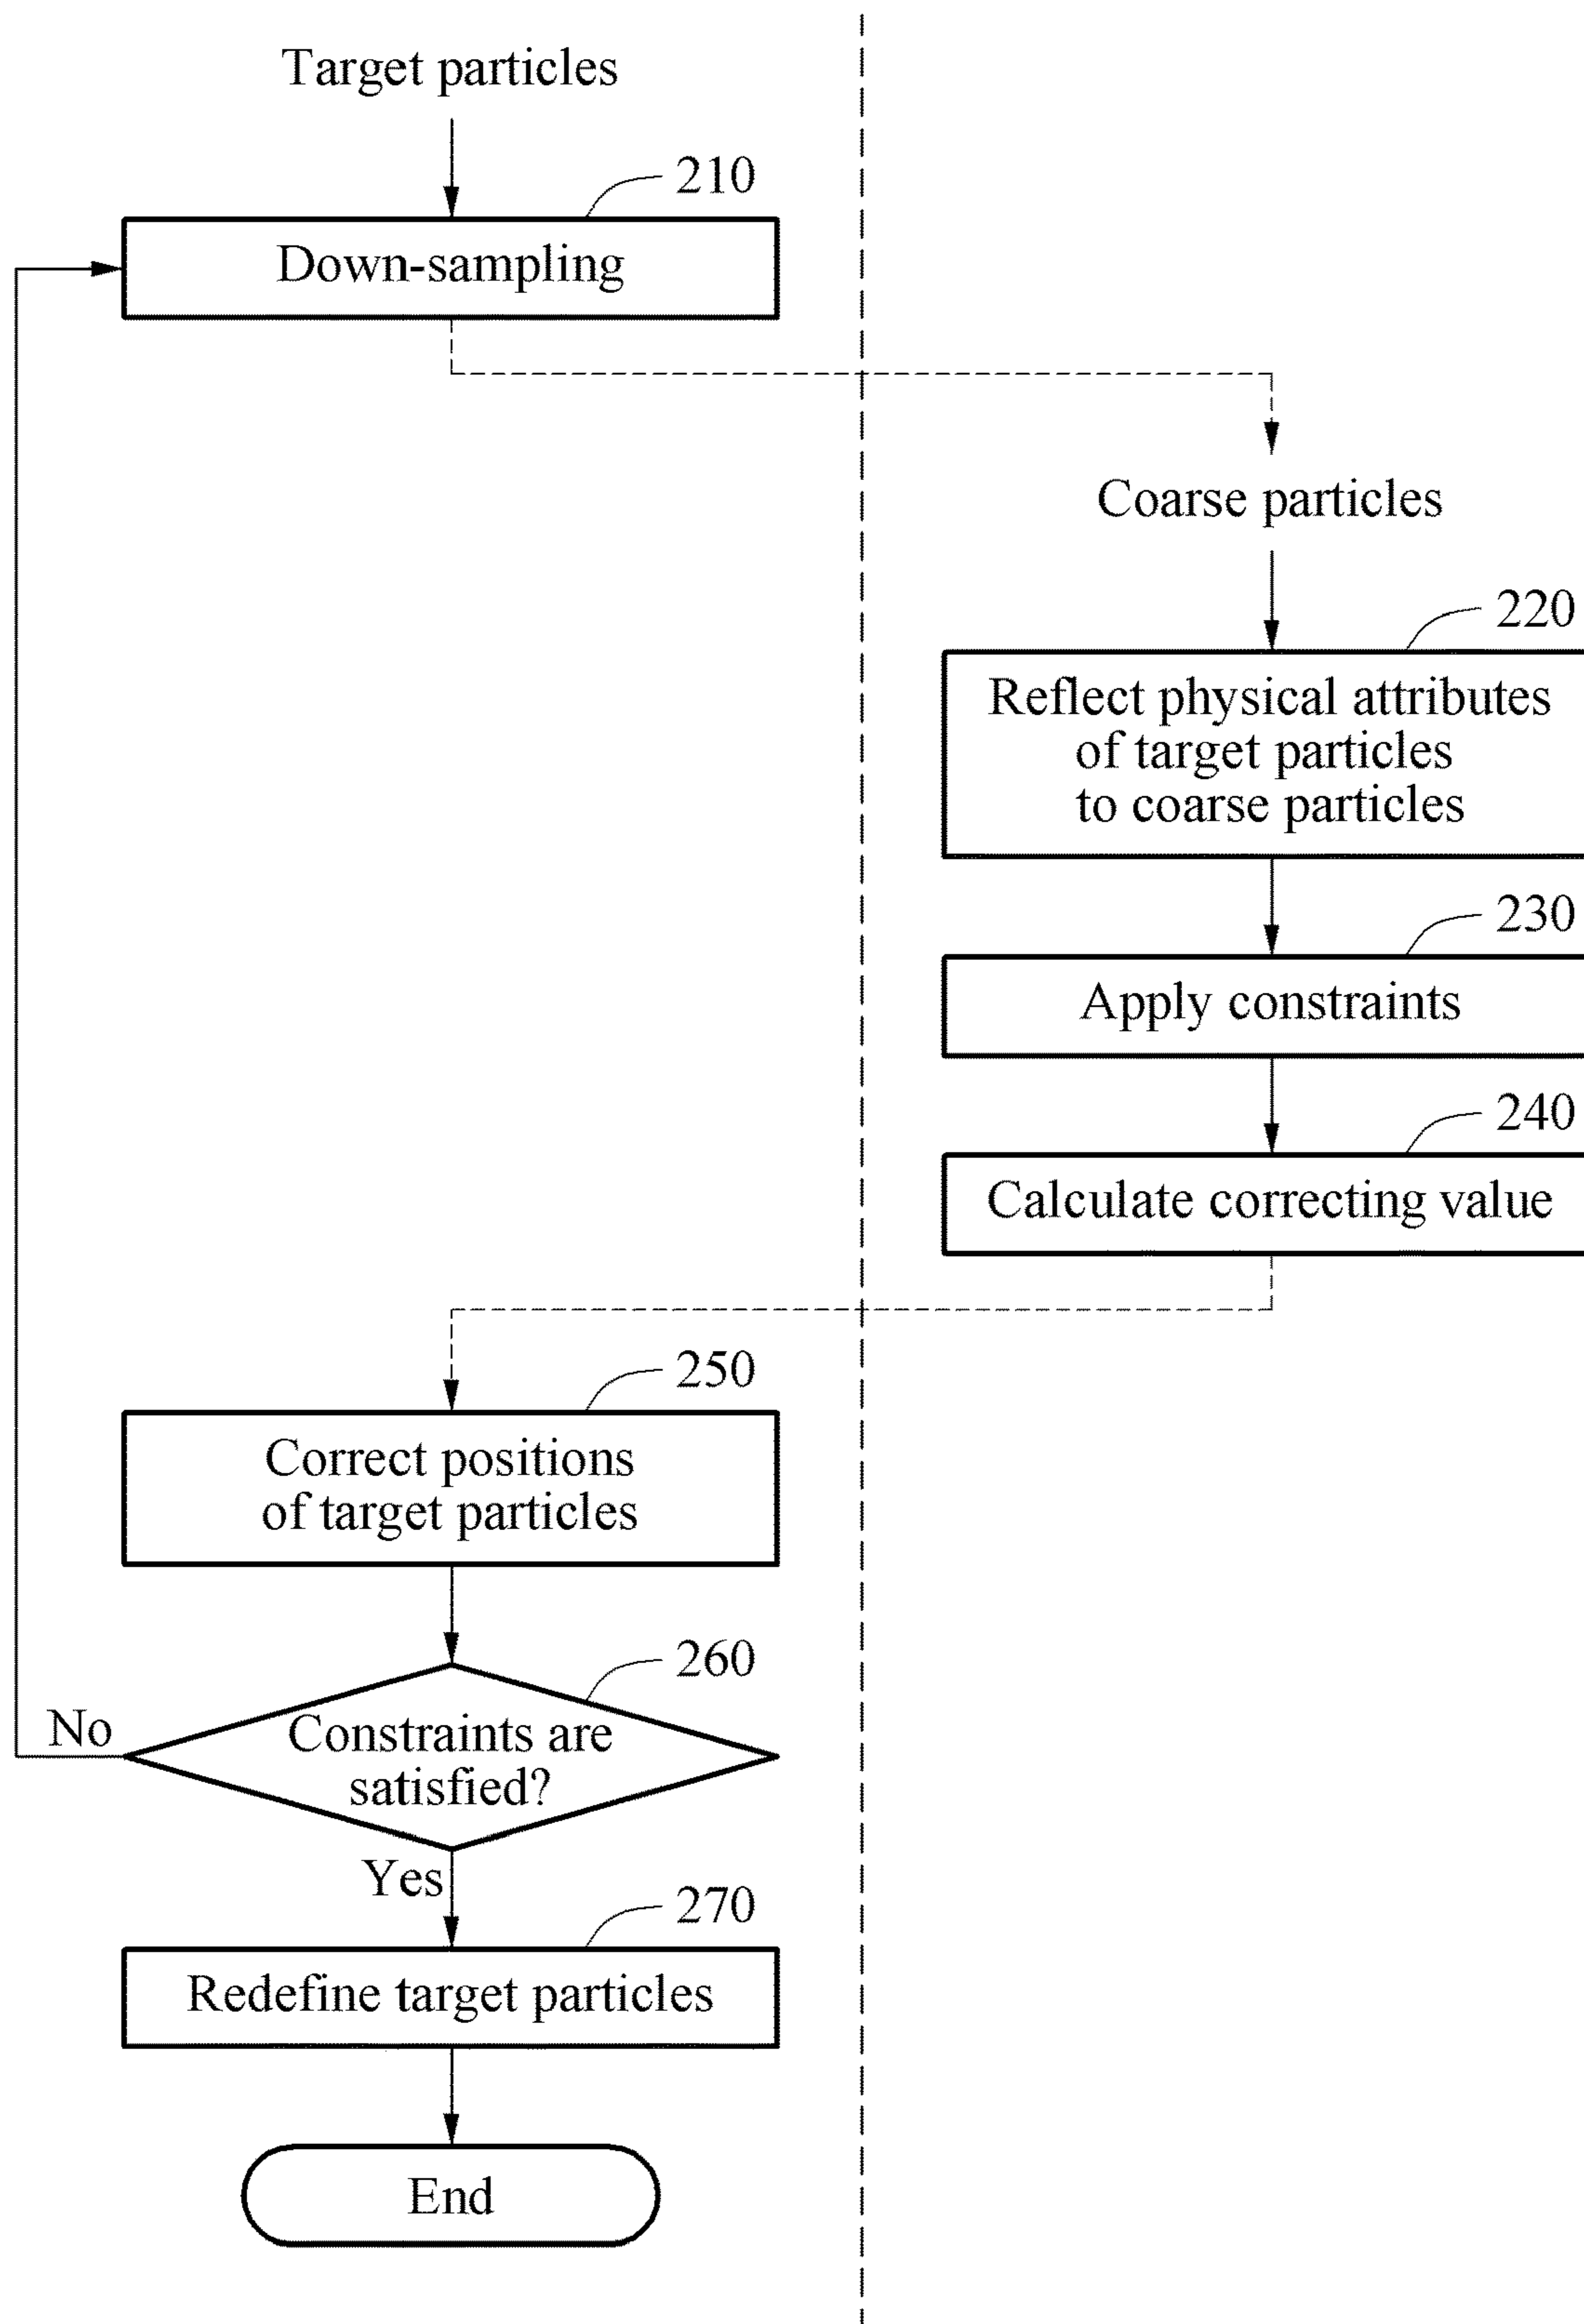 Target particles
210
Down-sampling
Coarse particles
220
Reflect physical attributes
of target particles
to coarse particles
230
Apply constraints
240
Calculate correcting value
250
Correct positions
of target particles
260
No
Constraints are
satisfied?
Yes
270
Redefine target particles
End